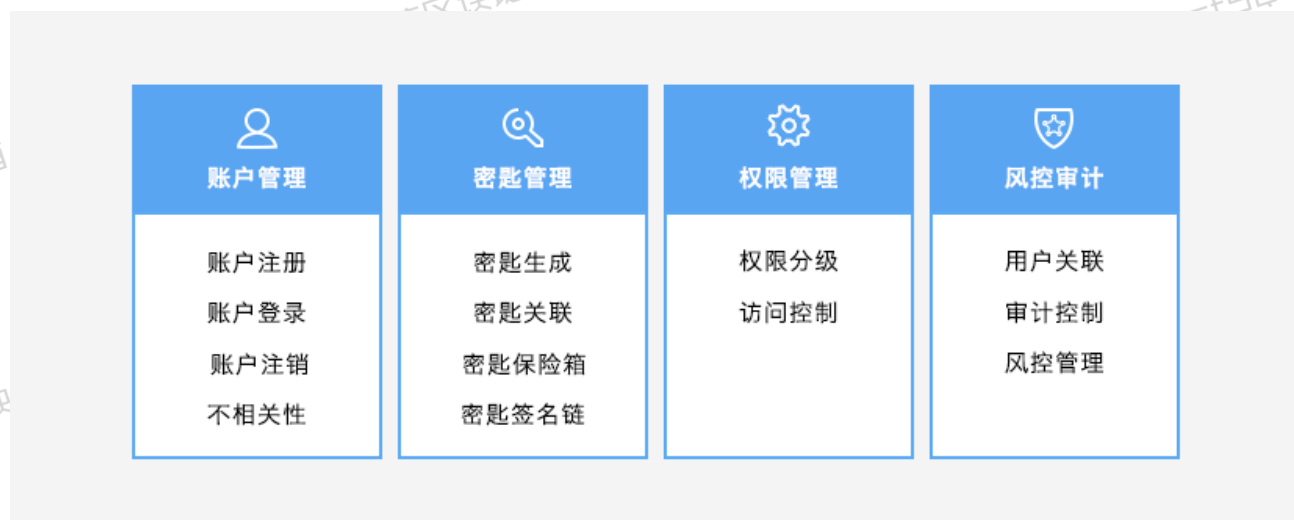 账户管理
账户注册
账户登录
账户注销
不相关性
密匙管理
密匙生成
密匙关联
密匙保险箱
密匙签名链
权限管理
权限分级
访问控制
风控审计
用户关联
审计控制
风控管理